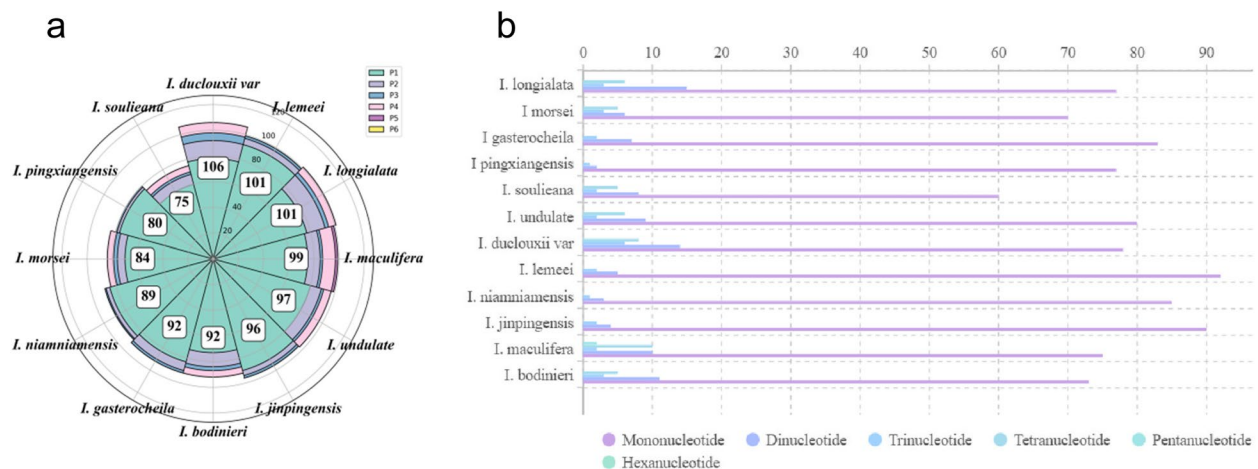 a
b
I. duclouxii var
I. lemeei
I. longialata
I. maculifera
I. undulate
I. jinpingensis
I. bodinieri
I. gasterocheila
I. niamniamensis
I. morsei
I. pingxiangensis
I. soulieana
120
100
80
40
20
106
101
101
99
97
96
92
92
89
84
80
75
P1
P2
P3
P4
P5
P6
0 10 20 30 40 50 60 70 80 90
I. longialata
I morsei
I gasterocheila
I pingxiangensis
I. soulieana
I. undulate
I. duclouxii var
I. lemeei
I. niamniamensis
I. jinpingensis
I. maculifera
I. bodinieri
Mononucleotide Dinucleotide Trinucleotide Tetranucleotide Pentanucleotide
Hexanucleotide